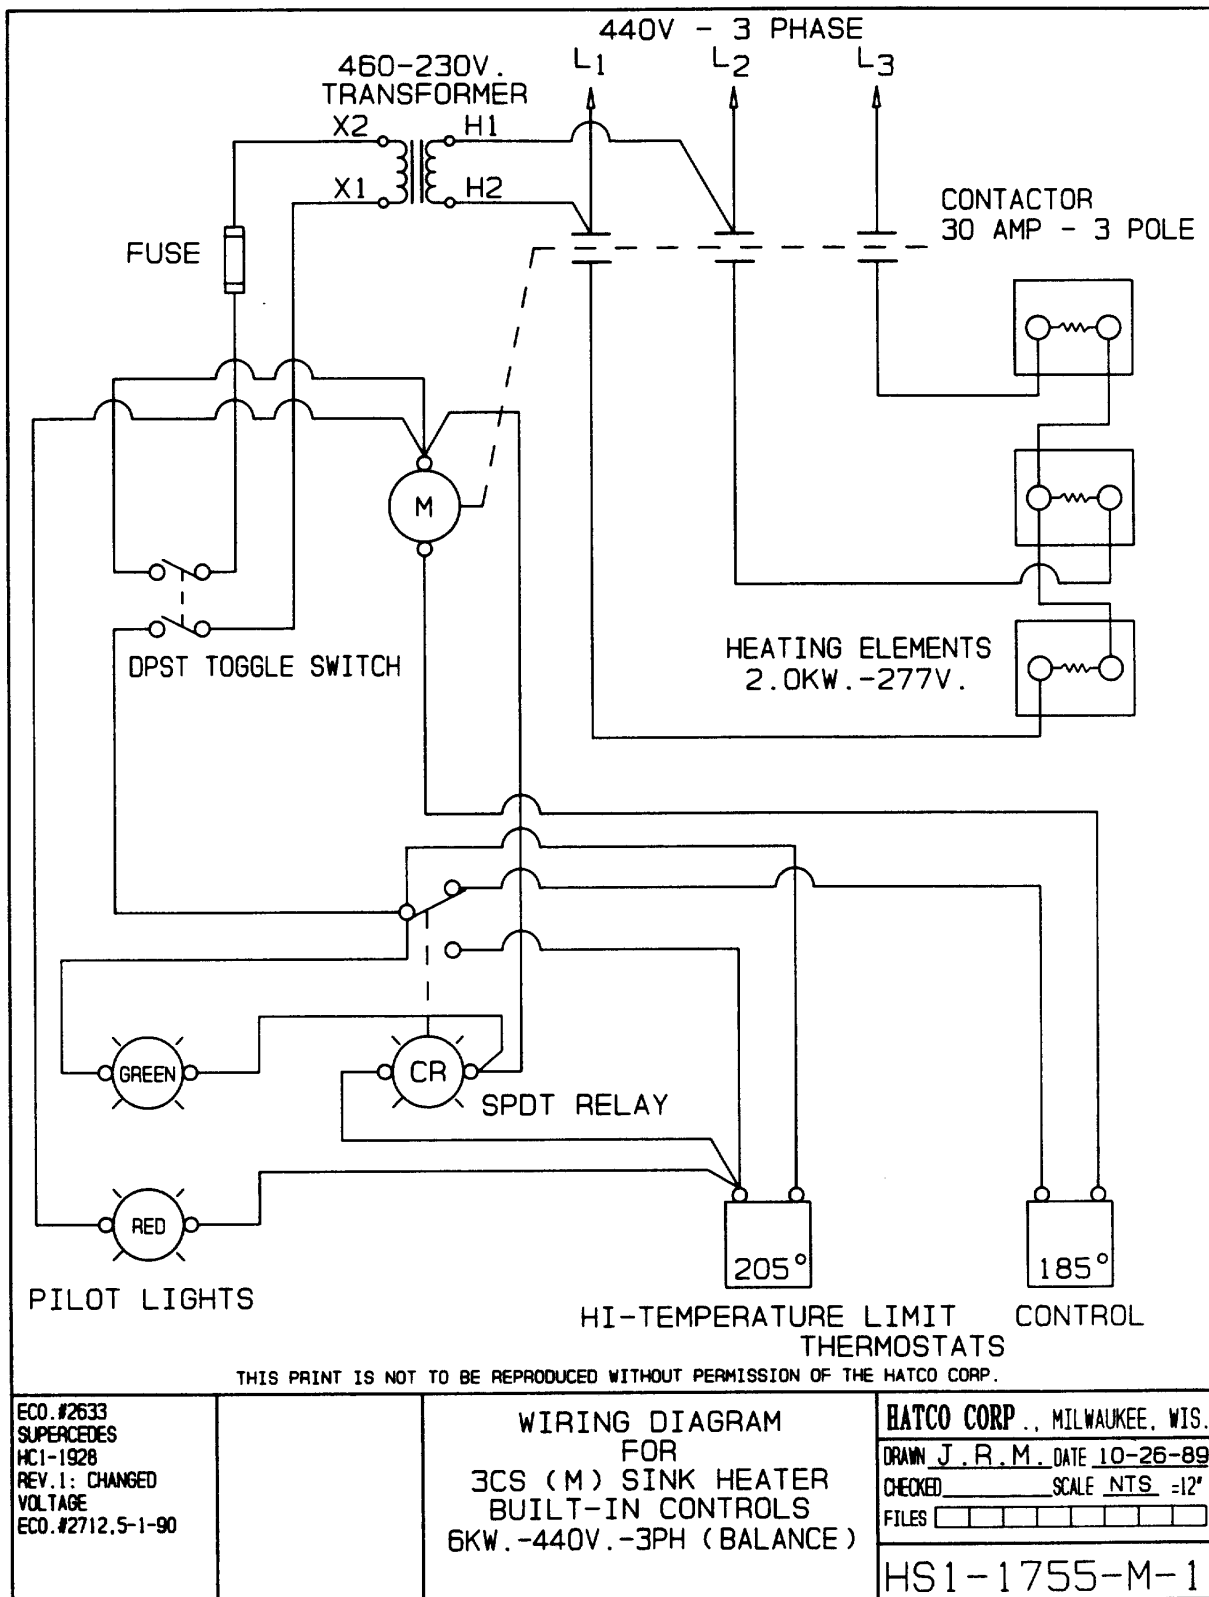 440V - 3 PHASE
L1 L2 L3
460-230V.
TRANSFORMER
X2 H1
X1 H2
CONTACTOR
30 AMP - 3 POLE
FUSE
M
DPST TOGGLE SWITCH
HEATING ELEMENTS
2.0KW.-277V.
GREEN
CR
SPDT RELAY
RED
PILOT LIGHTS
205°
185°
HI-TEMPERATURE LIMIT CONTROL
THERMOSTATS
THIS PRINT IS NOT TO BE REPRODUCED WITHOUT PERMISSION OF THE HATCO CORP.
ECO.#2633
SUPERCEDES
HC1-1928
REV.1: CHANGED
VOLTAGE
ECO.#2712,5-1-90
WIRING DIAGRAM
FOR
3CS (M) SINK HEATER
BUILT-IN CONTROLS
6KW.-440V.-3PH (BALANCE)
HATCO CORP., MILWAUKEE, WIS.
DRAWN J.R.M. DATE 10-26-89
CHECKED SCALE NTS =12"
FILES
HS1-1755-M-1